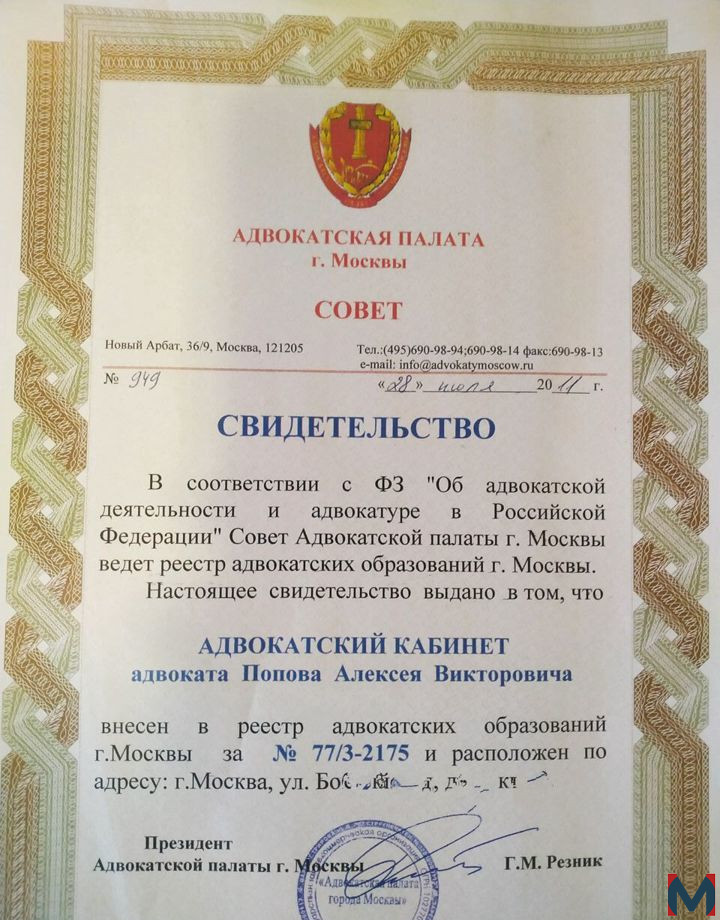 АДВОКАТСКАЯ ПАЛАТА
г. Москвы
СОВЕТ
Новый Арбат, 36/9, Москва, 121205
Тел.:(495)690-98-94;690-98-14 факс:690-98-13
e-mail: info@advokatymoscow.ru
№ 949
«28» июля 2011 г.
СВИДЕТЕЛЬСТВО
В соответствии с ФЗ "Об адвокатской
деятельности и адвокатуре в Российской
Федерации" Совет Адвокатской палаты г. Москвы
ведет реестр адвокатских образований г. Москвы.
Настоящее свидетельство выдано в том, что
АДВОКАТСКИЙ КАБИНЕТ
адвоката Попова Алексея Викторовича
внесен в реестр адвокатских образований
г.Москвы за № 77/3-2175 и расположен по
адресу: г.Москва, ул.
Президент
Адвокатской палаты г. Москвы
Г.М. Резник
«Адвокатская палата
города Москвы»
M